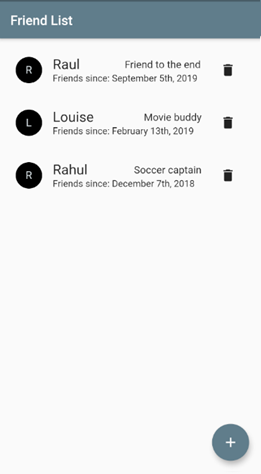 Friend List
R Raul Friend to the end
Friends since: September 5th, 2019
L Louise Movie buddy
Friends since: February 13th, 2019
R Rahul Soccer captain
Friends since: December 7th, 2018
+